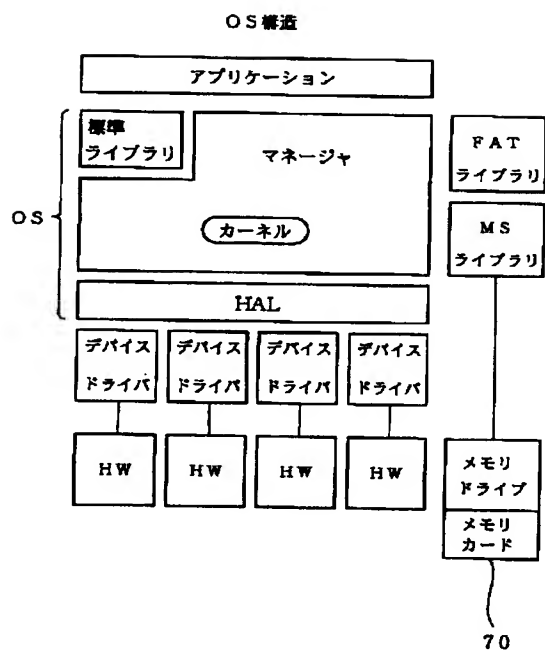 OS構造
アプリケーション
標準
ライブラリ
マネージャ
カーネル
OS
HAL
FAT
ライブラリ
MS
ライブラリ
デバイス
ドライバ
デバイス
ドライバ
デバイス
ドライバ
デバイス
ドライバ
HW
HW
HW
HW
メモリ
ドライブ
メモリ
カード
70